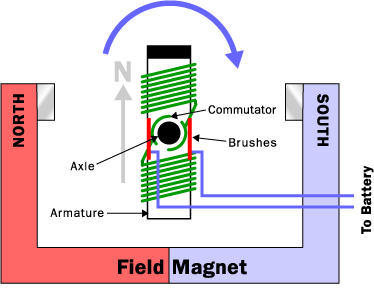 N
Commutator
NORTH
SOUTH
Brushes
Axle
Armature
To Battery
Field Magnet